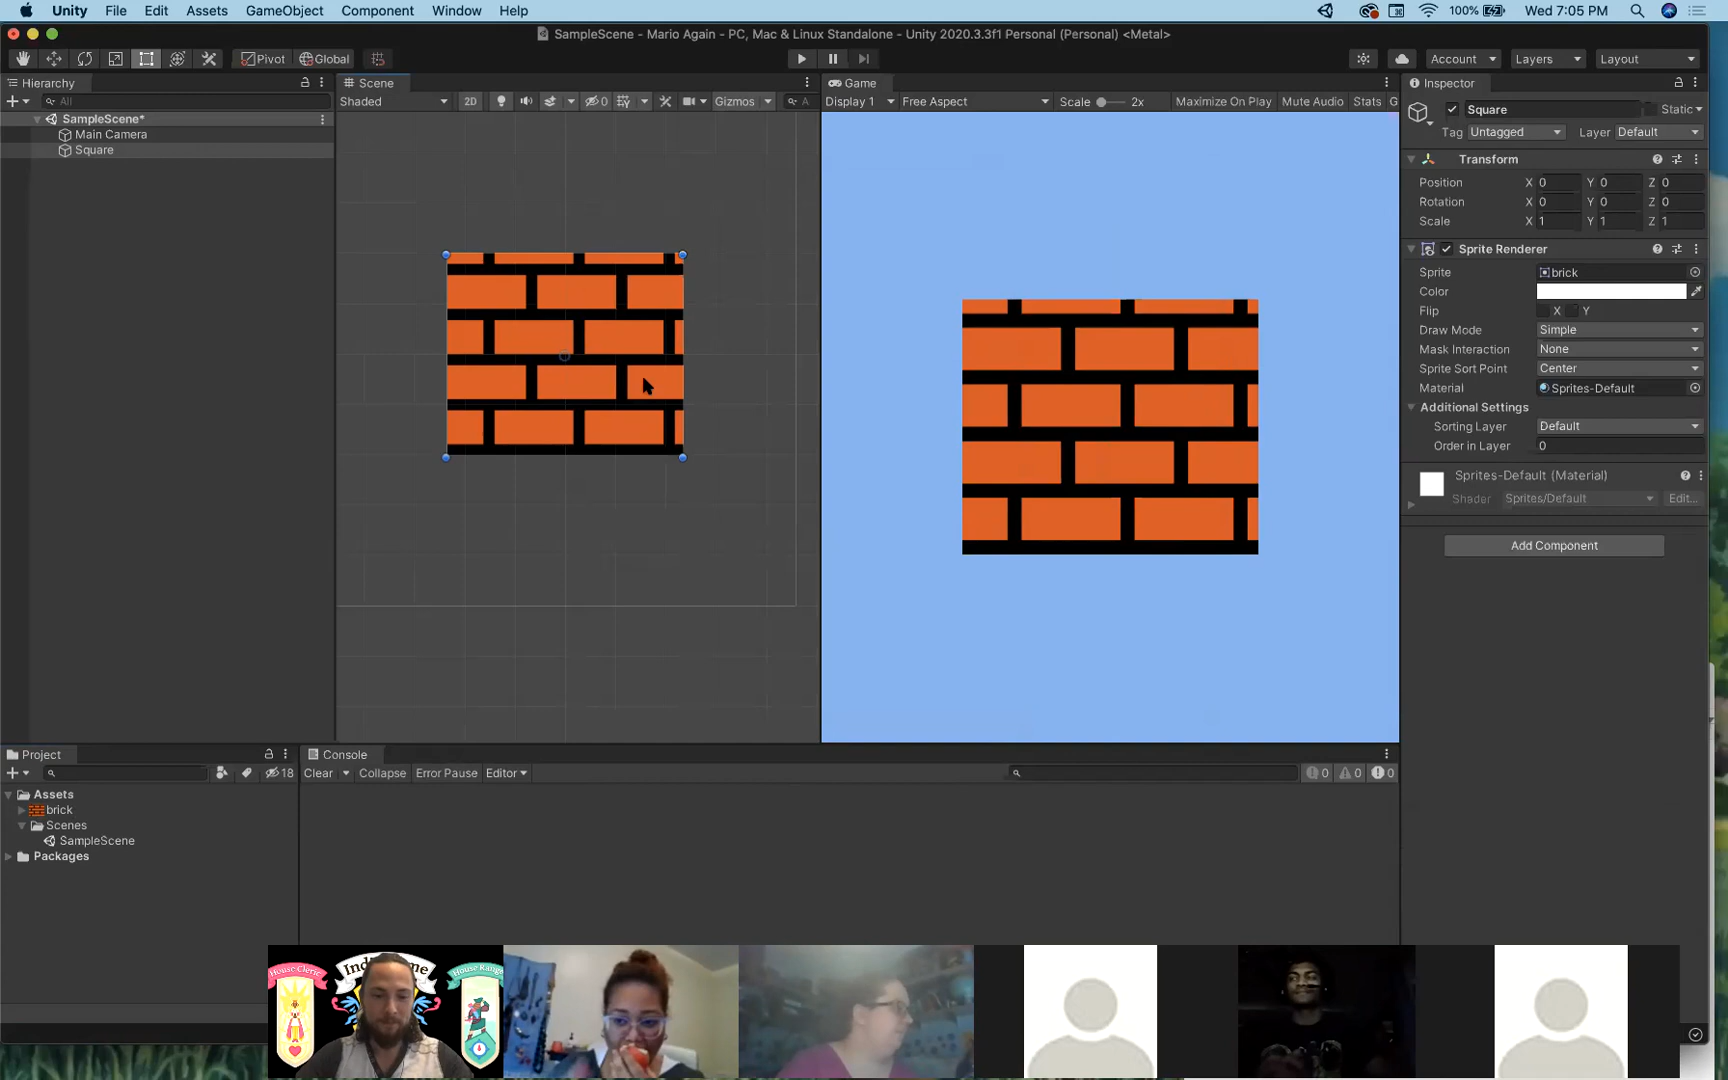 Unity File Edit Assets GameObject Component Window Help 100% Wed 7:05 PM
SampleScene - Mario Again - PC, Mac & Linux Standalone - Unity 2020.3.3f1 Personal (Personal) <Metal>
Pivot Global Account Layers Layout
Hierarchy Scene Game Inspector
All Shaded 2D 0 Gizmos A Display 1 Free Aspect Scale 2x Maximize On Play Mute Audio Stats G
Square Static
SampleScene*
Main Camera
Square
Tag Untagged Layer Default
Transform
Position X 0 Y 0 Z 0
Rotation X 0 Y 0 Z 0
Scale X 1 Y 1 Z 1
Sprite Renderer
Sprite brick
Color
Flip X Y
Draw Mode Simple
Mask Interaction None
Sprite Sort Point Center
Material Sprites-Default
Additional Settings
Sorting Layer Default
Order in Layer 0
Sprites-Default (Material)
Shader Sprites/Default Edit...
Add Component
Project Console
18 Clear Collapse Error Pause Editor 0 0 0
Assets
brick
Scenes
SampleScene
Packages
House Cleric
House